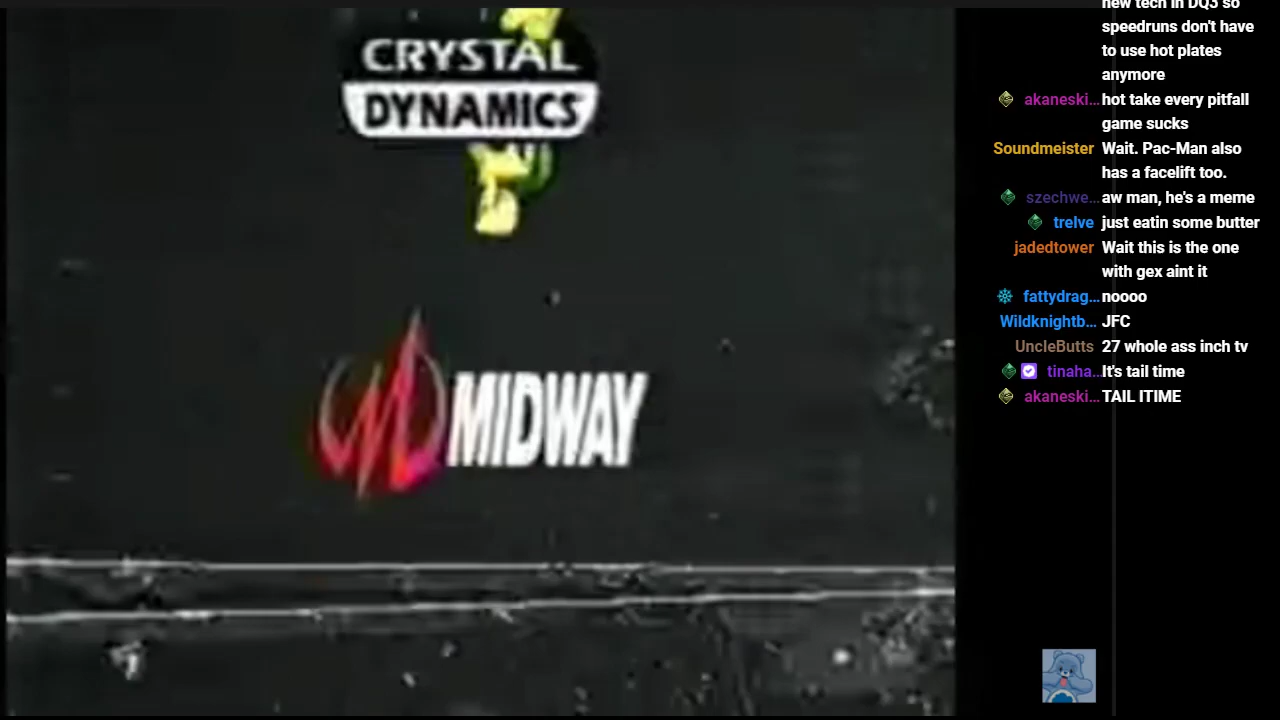 CRYSTAL
DYNAMICS
MIDWAY
new tech in DQ3 so
speedruns don't have
to use hot plates
anymore
akaneski... hot take every pitfall
game sucks
Soundmeister Wait. Pac-Man also
has a facelift too.
szechwe... aw man, he's a meme
trelve just eatin some butter
jadedtower Wait this is the one
with gex aint it
fattydrag... noooo
Wildknightb... JFC
UncleButts 27 whole ass inch tv
tinaha... It's tail time
akaneski... TAIL ITIME